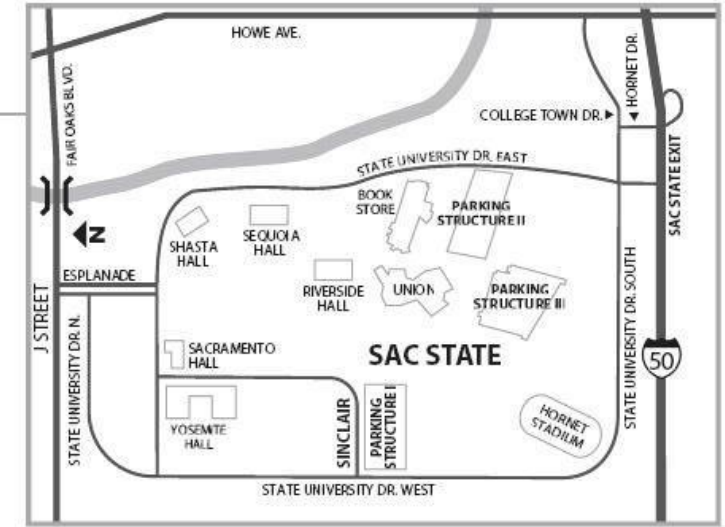 HOWE AVE.
FAIR OAKS BLVD.
HORNET DR.
COLLEGE TOWN DR.
STATE UNIVERSITY DR. EAST
SAC STATE EXIT
BOOK
STORE
PARKING
STRUCTURE II
N
SHASTA
HALL
SEQUOIA
HALL
ESPLANADE
RIVERSIDE
HALL
UNION
PARKING
STRUCTURE III
J STREET
STATE UNIVERSITY DR. N.
STATE UNIVERSITY DR. SOUTH
SACRAMENTO
HALL
SAC STATE
50
YOSEMITE
HALL
SINCLAIR
PARKING
STRUCTURE I
HORNET
STADIUM
STATE UNIVERSITY DR. WEST